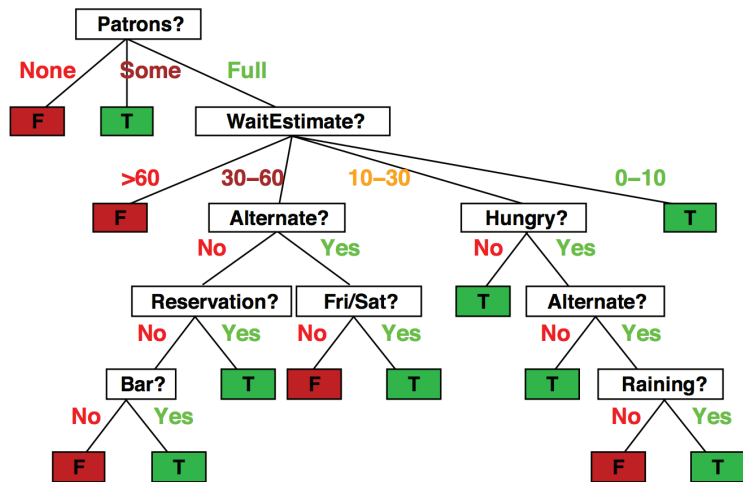 Patrons?
None Some Full
F T WaitEstimate?
>60 30–60 10–30 0–10
F Alternate? Hungry? T
No Yes No Yes
Reservation? Fri/Sat? T Alternate?
No Yes No Yes No Yes
Bar? T F T T Raining?
No Yes No Yes
F T F T